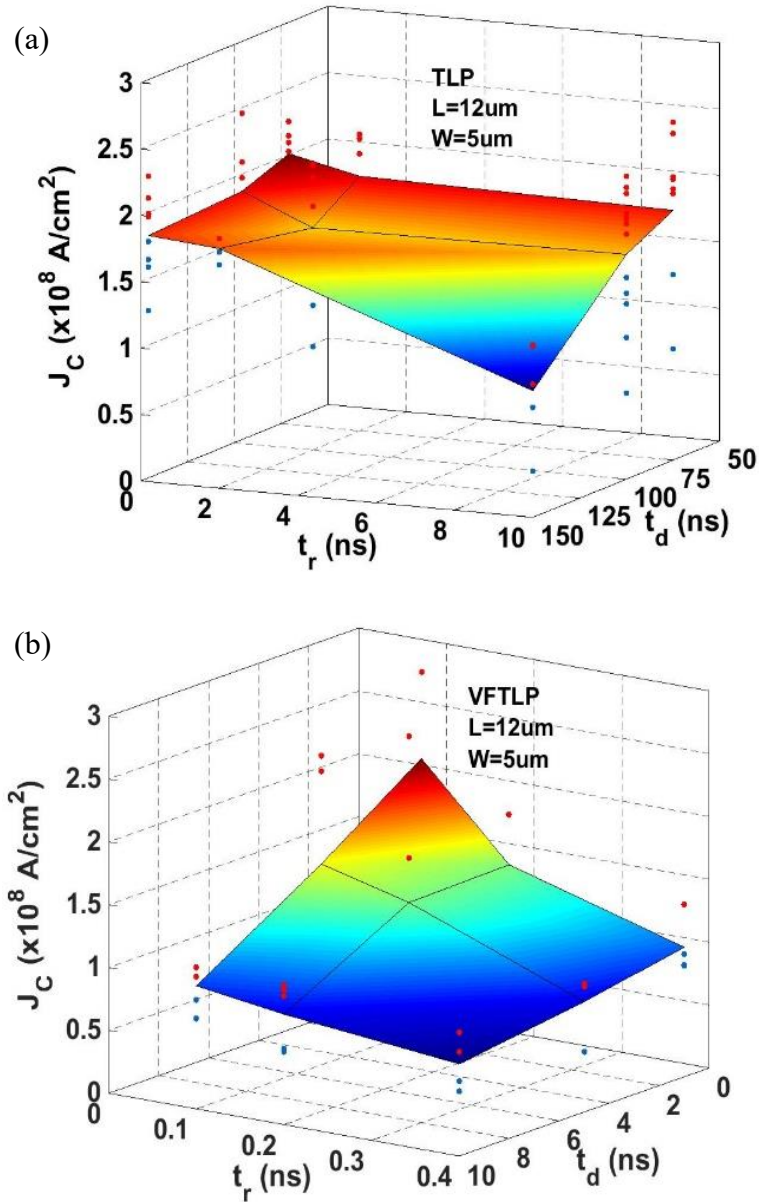 (a)
TLP
L=12um
W=5um
3
2.5
2
1.5
1
0.5
0
J_C (x10^8 A/cm^2)
0
2
4
6
8
10
t_r (ns)
150
125
100
75
50
t_d (ns)
(b)
VFTLP
L=12um
W=5um
3
2.5
2
1.5
1
0.5
0
J_C (x10^8 A/cm^2)
0
0.1
0.2
0.3
0.4
t_r (ns)
10
8
6
4
2
0
t_d (ns)